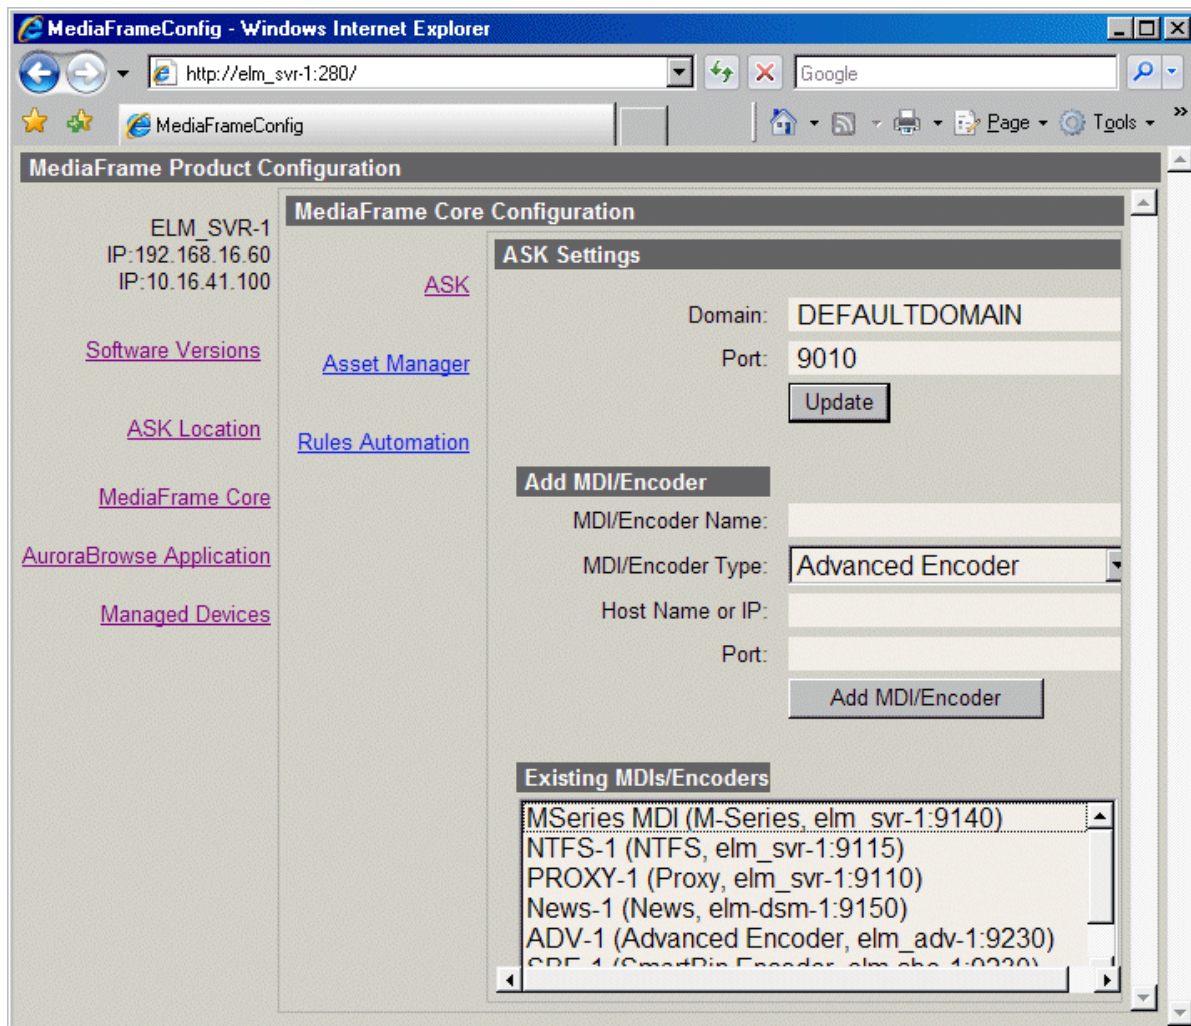 MediaFrameConfig - Windows Internet Explorer
http://elm_svr-1:280/
Google
MediaFrameConfig
Page
Tools
»
MediaFrame Product Configuration
ELM_SVR-1
IP:192.168.16.60
IP:10.16.41.100
Software Versions
ASK Location
MediaFrame Core
AuroraBrowse Application
Managed Devices
MediaFrame Core Configuration
ASK
Asset Manager
Rules Automation
ASK Settings
Domain: DEFAULTDOMAIN
Port: 9010
Update
Add MDI/Encoder
MDI/Encoder Name:
MDI/Encoder Type: Advanced Encoder
Host Name or IP:
Port:
Add MDI/Encoder
Existing MDIs/Encoders
MSeries MDI (M-Series, elm_svr-1:9140)
NTFS-1 (NTFS, elm_svr-1:9115)
PROXY-1 (Proxy, elm_svr-1:9110)
News-1 (News, elm-dsm-1:9150)
ADV-1 (Advanced Encoder, elm_adv-1:9230)
(SmartBin Encoder,